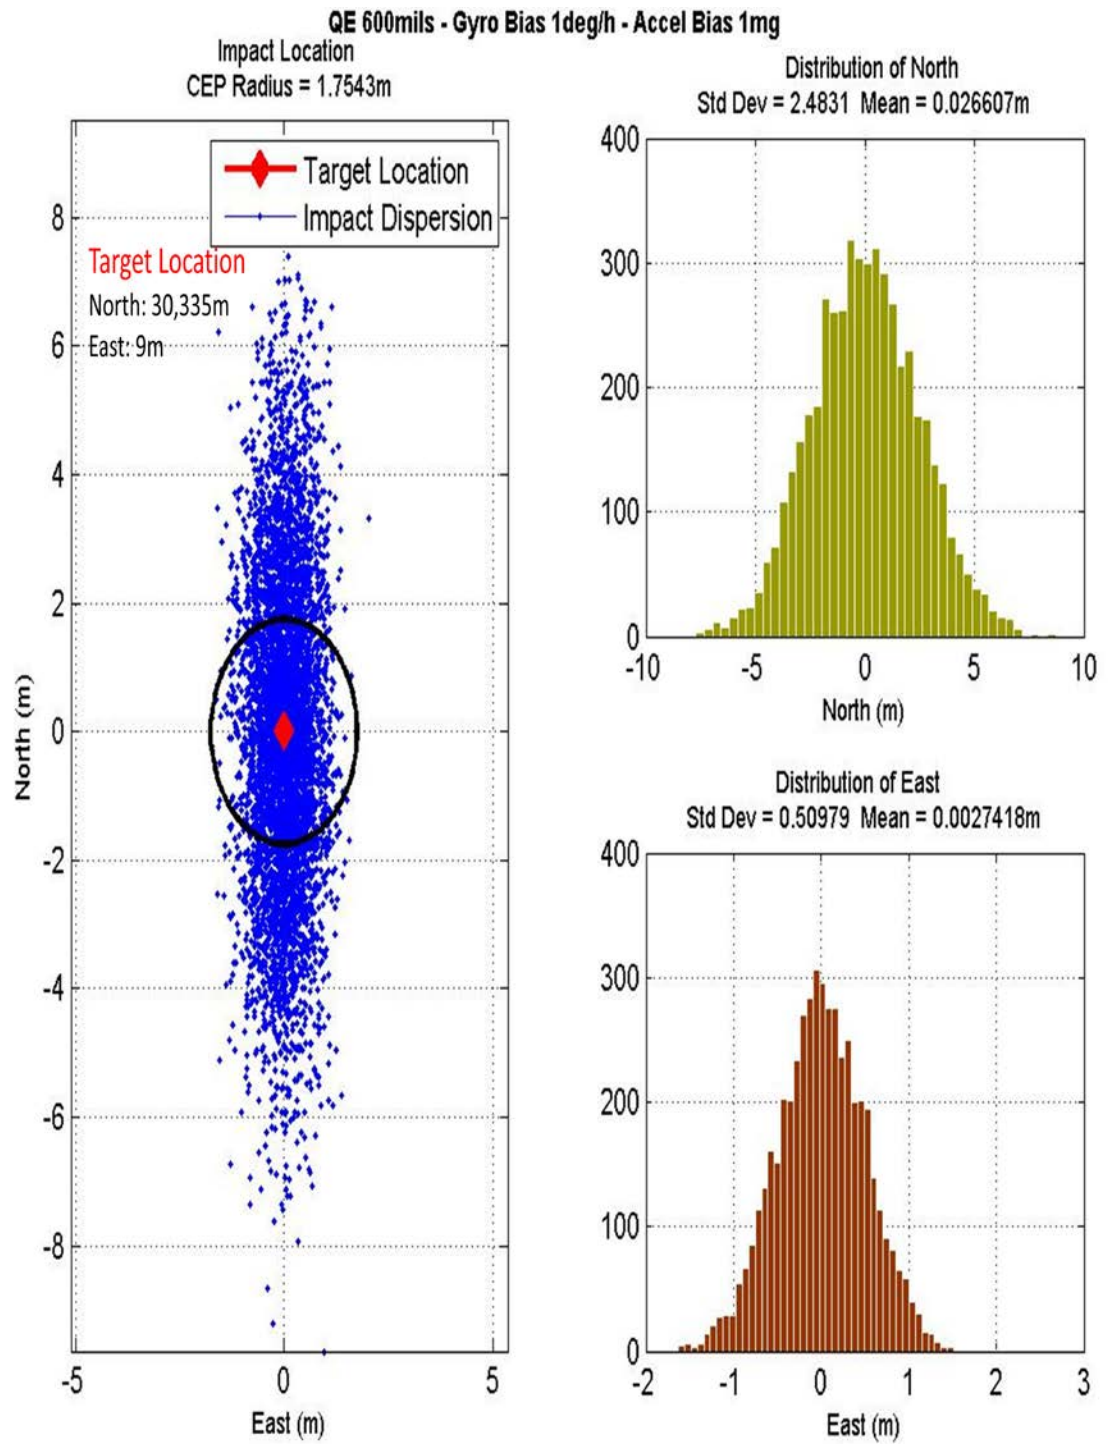 QE 600mils - Gyro Bias 1deg/h - Accel Bias 1mg
Impact Location
CEP Radius = 1.7543m
Target Location
Impact Dispersion
Target Location
North: 30,335m
East: 9m
8
6
4
2
0
-2
-4
-6
-8
North (m)
-5
0
5
East (m)
Distribution of North
Std Dev = 2.4831 Mean = 0.026607m
400
300
200
100
0
-10
-5
0
5
10
North (m)
Distribution of East
Std Dev = 0.50979 Mean = 0.0027418m
400
300
200
100
0
-2
-1
0
1
2
3
East (m)